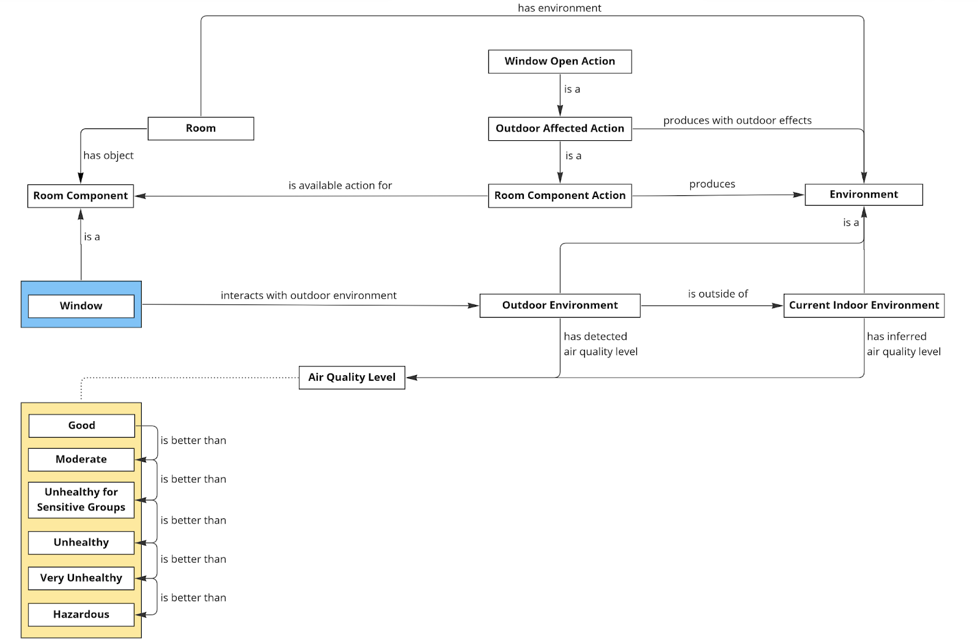 has environment
Window Open Action
is a
Room
Outdoor Affected Action
produces with outdoor effects
has object
is a
Room Component
is available action for
Room Component Action
produces
Environment
is a
is a
Window
interacts with outdoor environment
Outdoor Environment
is outside of
Current Indoor Environment
has detected
air quality level
has inferred
air quality level
Air Quality Level
Good
is better than
Moderate
is better than
Unhealthy for
Sensitive Groups
is better than
Unhealthy
is better than
Very Unhealthy
is better than
Hazardous